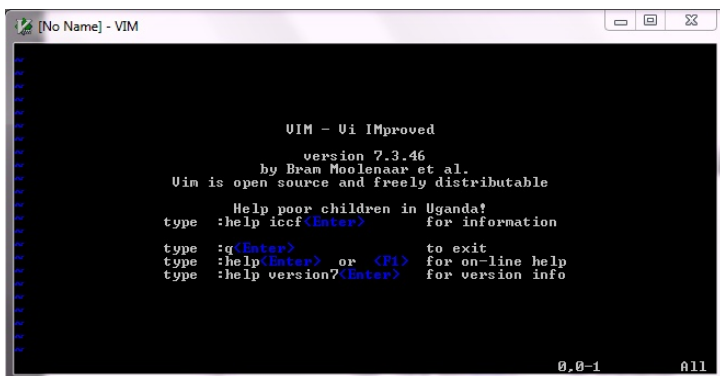 [No Name] - VIM
~
~
~
~
~
~
VIM - Vi IMproved
~
version 7.3.46
~
by Bram Moolenaar et al.
~
Vim is open source and freely distributable
~
Help poor children in Uganda!
~
type :help iccf<Enter> for information
~
type :q<Enter> to exit
~
type :help<Enter> or <F1> for on-line help
~
type :help version7<Enter> for version info
~
~
~
~
~
~
0,0-1 All